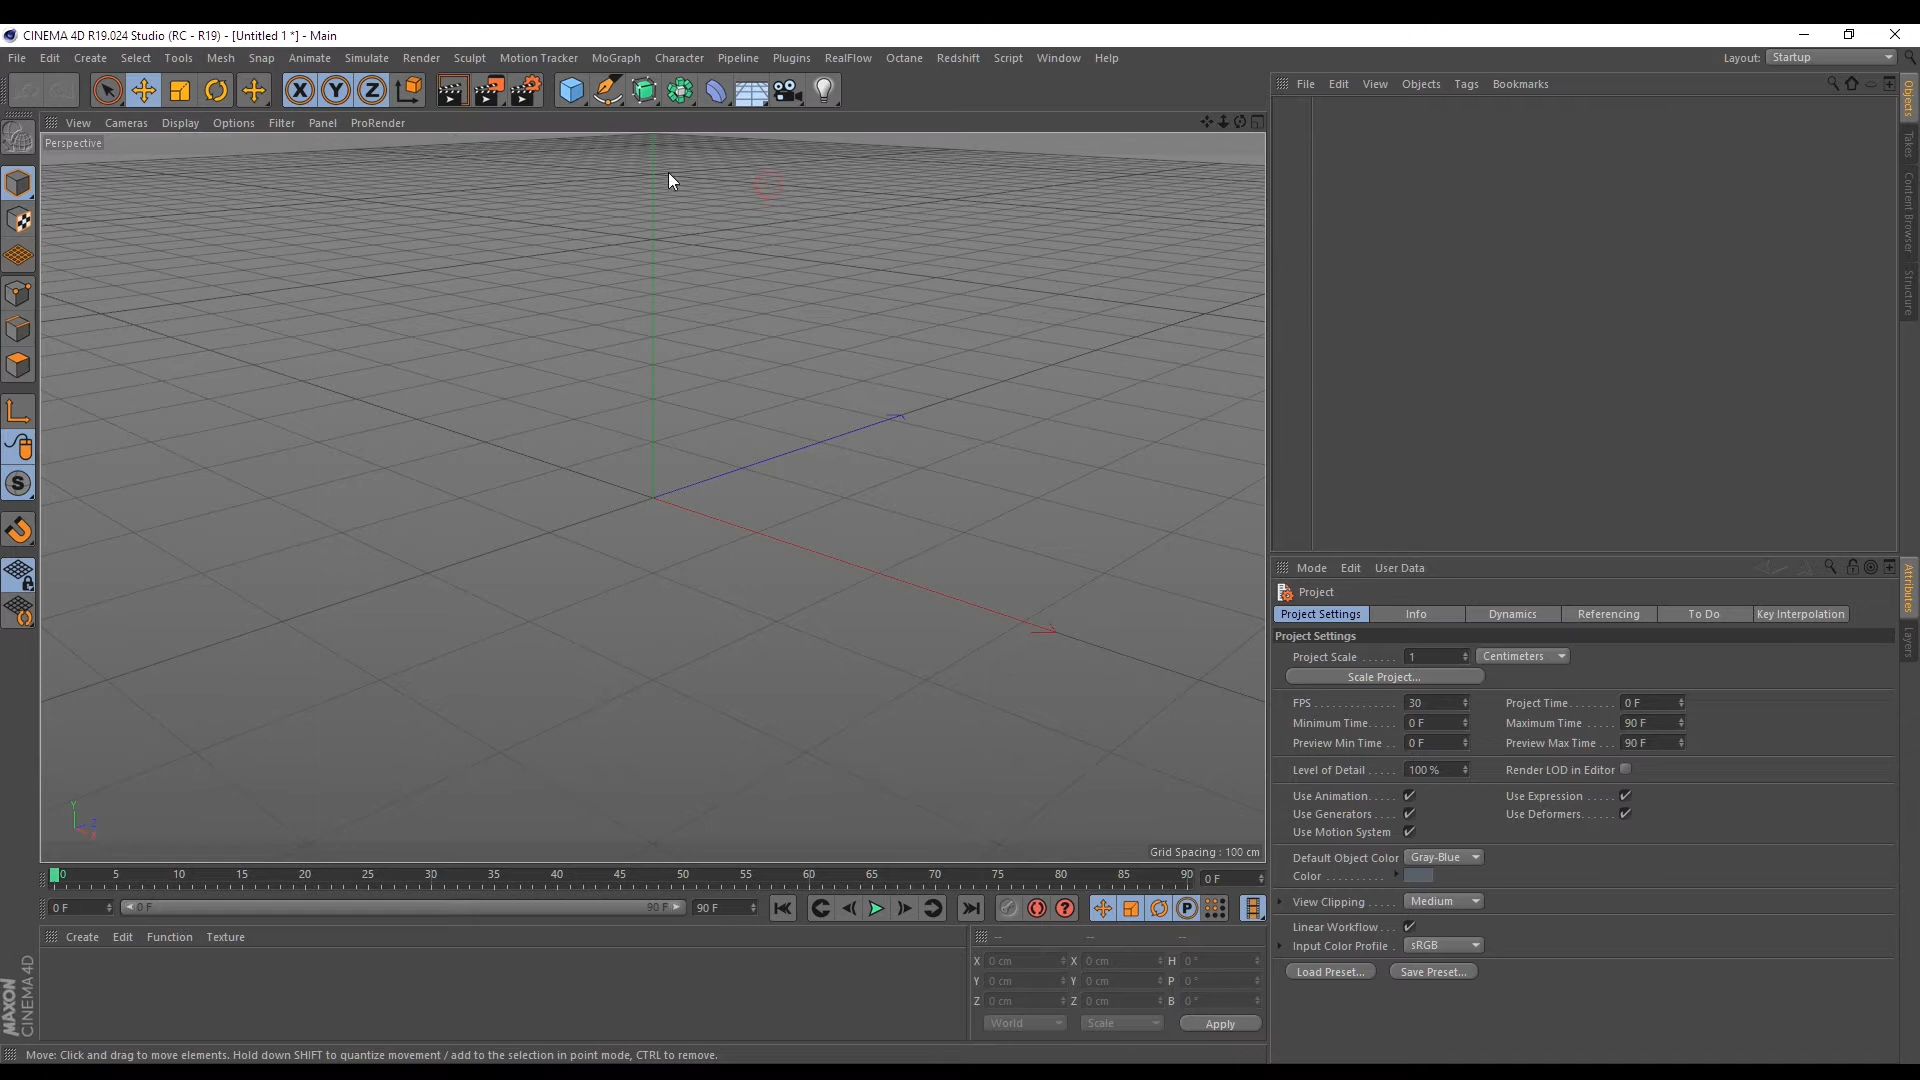 CINEMA 4D R19.024 Studio (RC - R19) - [Untitled 1 *] - Main
File Edit Create Select Tools Mesh Snap Animate Simulate Render Sculpt Motion Tracker MoGraph Character Pipeline Plugins RealFlow Octane Redshift Script Window Help Layout: Startup
X Y Z
File Edit View Objects Tags Bookmarks
View Cameras Display Options Filter Panel ProRender
Perspective
Objects
Takes
Content Browser
Structure
S
Y
Z
X
Grid Spacing : 100 cm
Mode Edit User Data
Project
Project Settings Info Dynamics Referencing To Do Key Interpolation
Project Settings
Project Scale . . . . . . 1 Centimeters
Scale Project...
FPS . . . . . . . . . . . . . 30 Project Time. . . . . . . . 0 F
Minimum Time. . . . 0 F Maximum Time . . . . . 90 F
Preview Min Time . . 0 F Preview Max Time . . . 90 F
Level of Detail . . . . . 100 % Render LOD in Editor
Use Animation. . . . . Use Expression . . . . .
Use Generators . . . . Use Deformers. . . . . .
Use Motion System
Default Object Color Gray-Blue
Color . . . . . . . . . .
View Clipping . . . . . Medium
Linear Workflow . .
Input Color Profile . sRGB
Load Preset... Save Preset...
Attributes
Layers
0 5 10 15 20 25 30 35 40 45 50 55 60 65 70 75 80 85 90 0 F
0 F 0 F 90 F 90 F
? P
Create Edit Function Texture
-- -- --
X 0 cm X 0 cm H 0 °
Y 0 cm Y 0 cm P 0 °
Z 0 cm Z 0 cm B 0 °
World Scale Apply
MAXON
CINEMA 4D
Move: Click and drag to move elements. Hold down SHIFT to quantize movement / add to the selection in point mode, CTRL to remove.